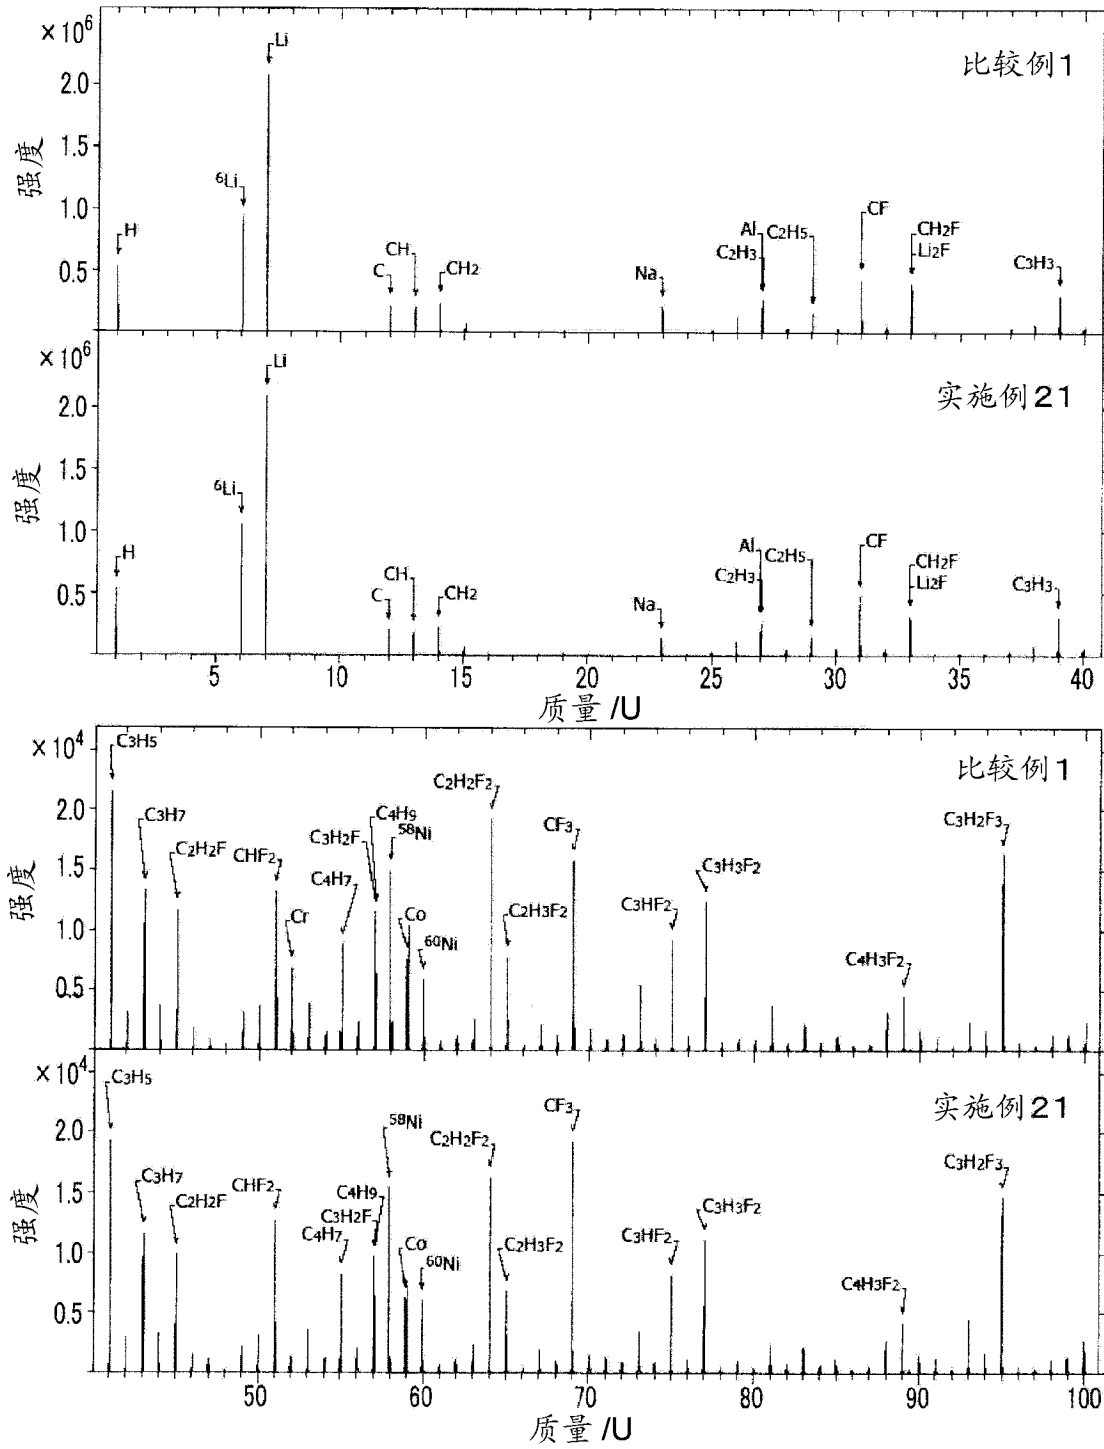 ×10⁶
Li
比较例1
2.0
强度
1.5
⁶Li
1.0
H
CF
Al
C2H5
CH2F
C2H3
Li2F
CH
C
CH2
Na
C3H3
0.5
×10⁶
Li
实施例21
2.0
强度
1.5
⁶Li
1.0
H
Al
CF
C2H5
CH2F
C2H3
Li2F
CH
C
CH2
Na
C3H3
0.5
5 10 15 20 25 30 35 40
质量 /U
×10⁴
C3H5
比较例1
C2H2F2
2.0
C3H7
C4H9
CF3
C3H2F3
C3H2F
⁵⁸Ni
C2H2F
CHF2
强度
1.5
C4H7
C3H3F2
Cr
Co
C2H3F2
C3HF2
1.0
⁶⁰Ni
C4H3F2
0.5
×10⁴
C3H5
实施例21
CF3
⁵⁸Ni
2.0
C2H2F2
C3H2F3
C3H7
CHF2
C4H9
C2H2F
C3H2F
C3H3F2
强度
1.5
C4H7
Co
C2H3F2
C3HF2
⁶⁰Ni
1.0
C4H3F2
0.5
50 60 70 80 90 100
质量 /U